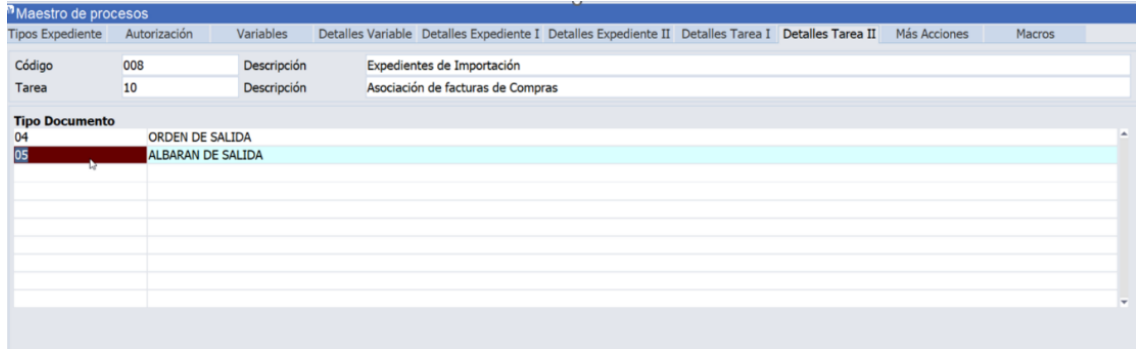 Maestro de procesos
Tipos Expediente Autorización Variables Detalles Variable Detalles Expediente I Detalles Expediente II Detalles Tarea I Detalles Tarea II Más Acciones Macros
Código 008 Descripción Expedientes de Importación
Tarea 10 Descripción Asociación de facturas de Compras
Tipo Documento
04 ORDEN DE SALIDA
05 ALBARAN DE SALIDA